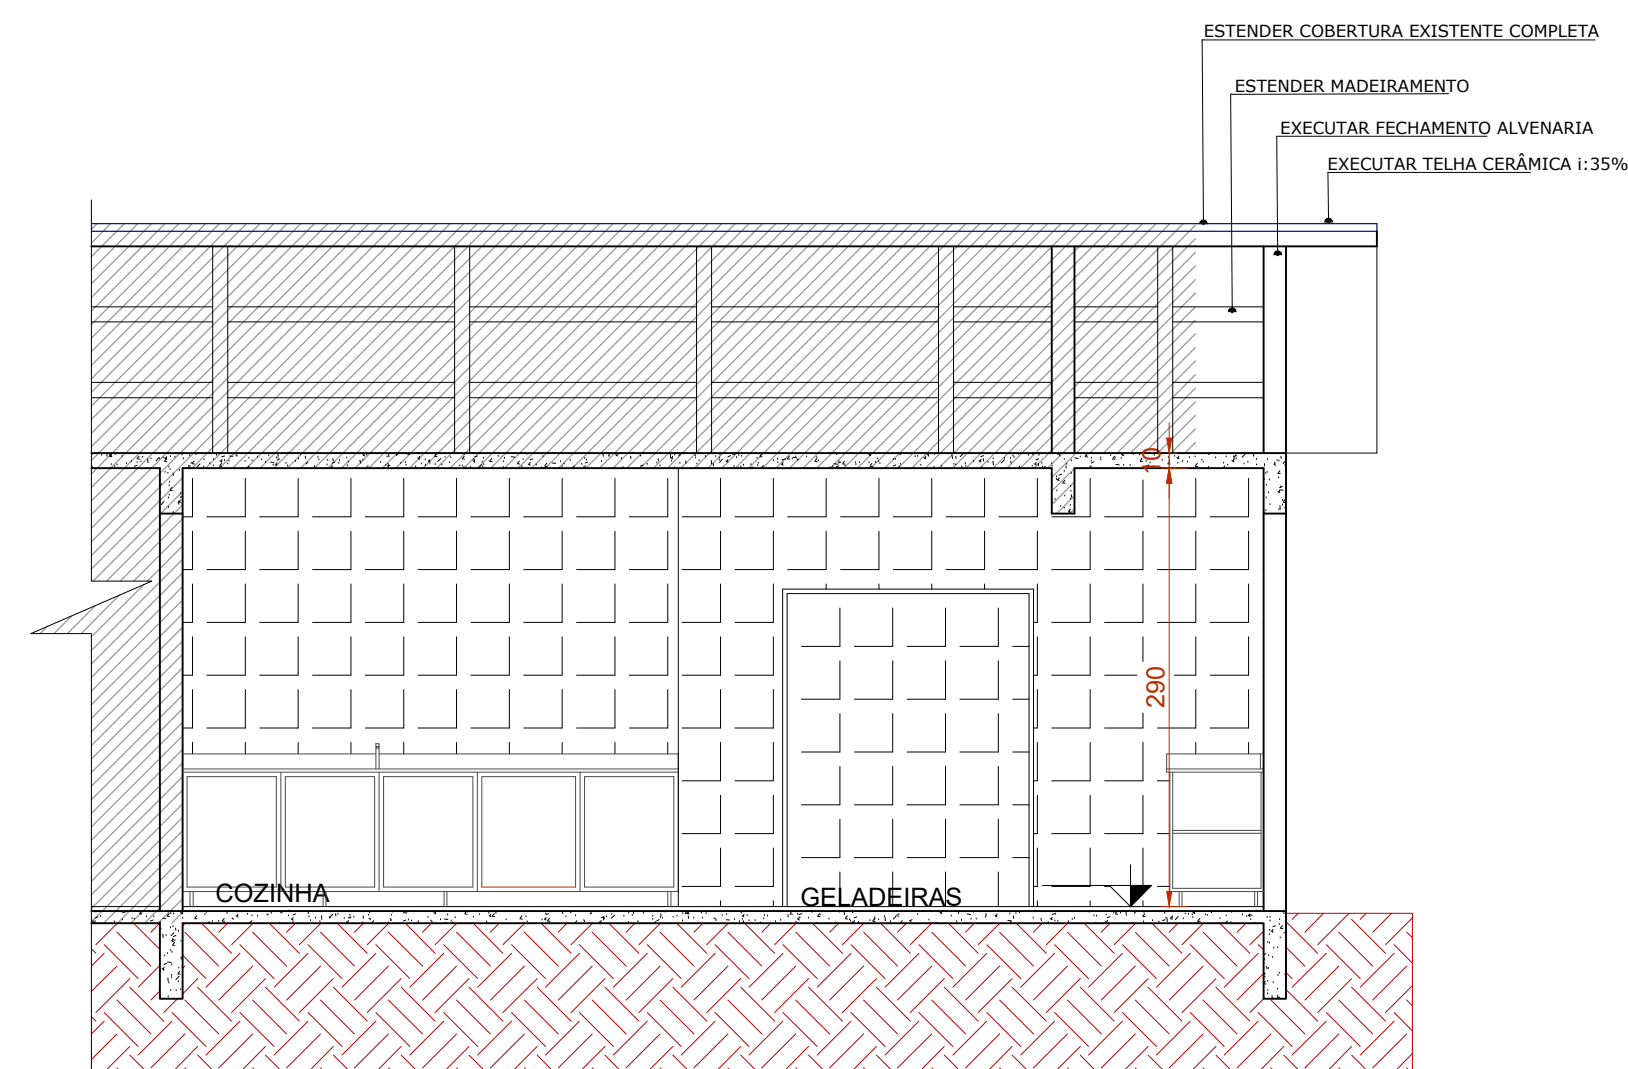 ESTENDER COBERTURA EXISTENTE COMPLETA
ESTENDER MADEIRAMENTO
EXECUTAR FECHAMENTO ALVENARIA
EXECUTAR TELHA CERÂMICA i:35%
10
290
COZINHA
GELADEIRAS